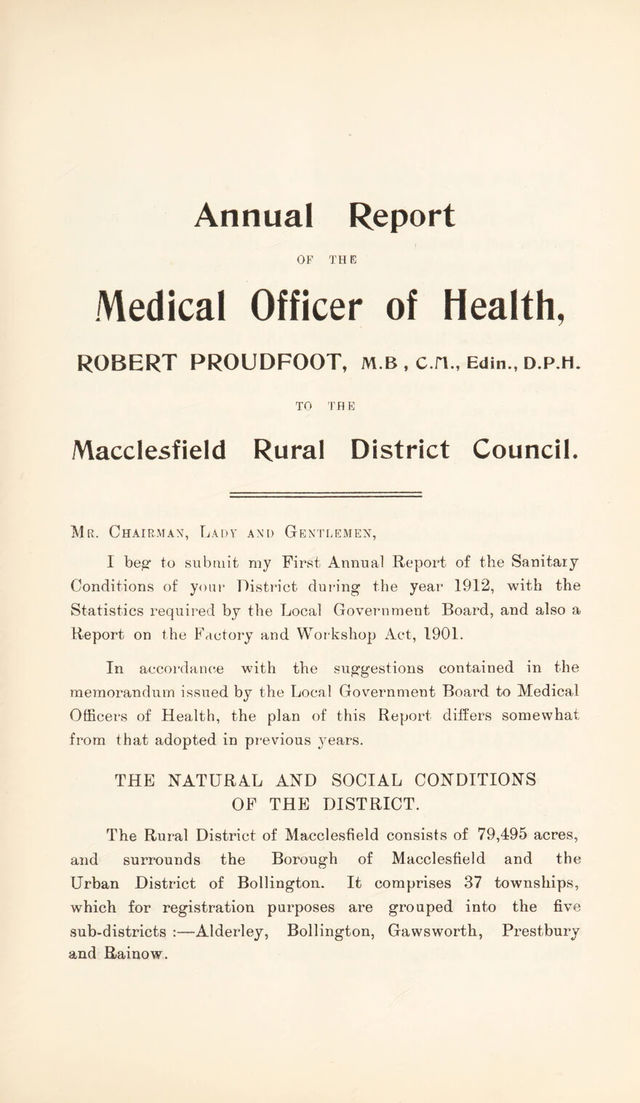 Annual Report
OF THE
Medical Officer of Health,
ROBERT PROUDFOOT, M.B , C.M., Edin., D.P.H.
TO THE
Macclesfield Rural District Council.
MR. CHAIRMAN, LADY AND GENTLEMEN,
I beg to submit my First Annual Report of the Sanitary
Conditions of your District during the year 1912, with the
Statistics required by the Local Government Board, and also a
Report on the Factory and Workshop Act, 1901.
In accordance with the suggestions contained in the
memorandum issued by the Local Government Board to Medical
Officers of Health, the plan of this Report differs somewhat
from that adopted in previous years.
THE NATURAL AND SOCIAL CONDITIONS
OF THE DISTRICT.
The Rural District of Macclesfield consists of 79,495 acres,
and surrounds the Borough of Macclesfield and the
Urban District of Bollington. It comprises 37 townships,
which for registration purposes are grouped into the five
sub-districts :—Alderley, Bollington, Gawsworth, Prestbury
and Rainow.